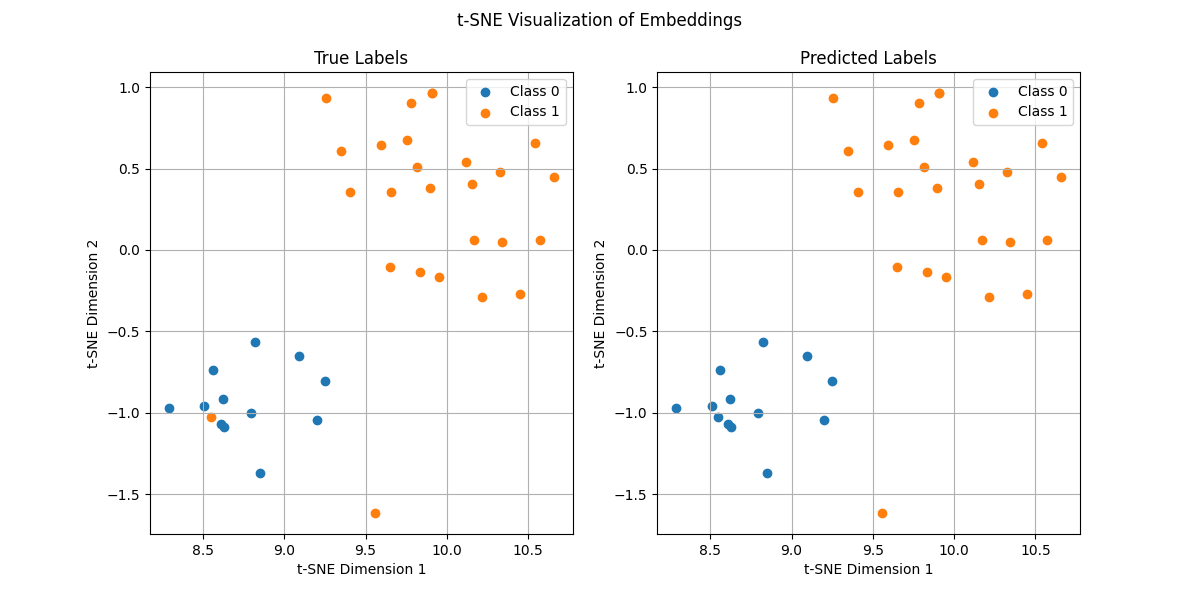 t-SNE Visualization of Embeddings
True Labels
Class 0
Class 1
1.0
0.5
0.0
−0.5
−1.0
−1.5
t-SNE Dimension 2
8.5 9.0 9.5 10.0 10.5
t-SNE Dimension 1
Predicted Labels
Class 0
Class 1
1.0
0.5
0.0
−0.5
−1.0
−1.5
t-SNE Dimension 2
8.5 9.0 9.5 10.0 10.5
t-SNE Dimension 1